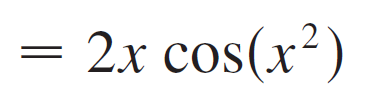 = 2x cos(x²)